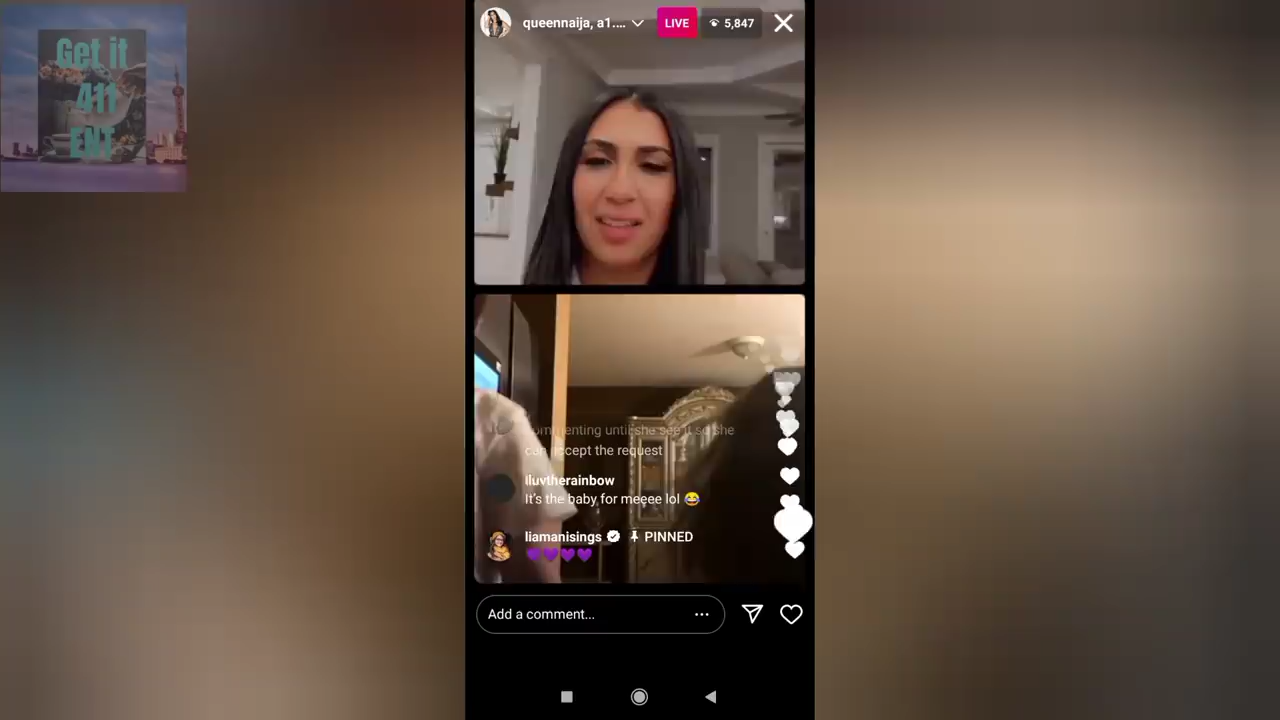 Get it
411
ENT
queennaija, a1.... LIVE 5,847
commenting until she see it so she
can accept the request
iluvtherainbow
It's the baby for meeee lol 😂
liamanisings PINNED
💜💜💜💜
Add a comment...